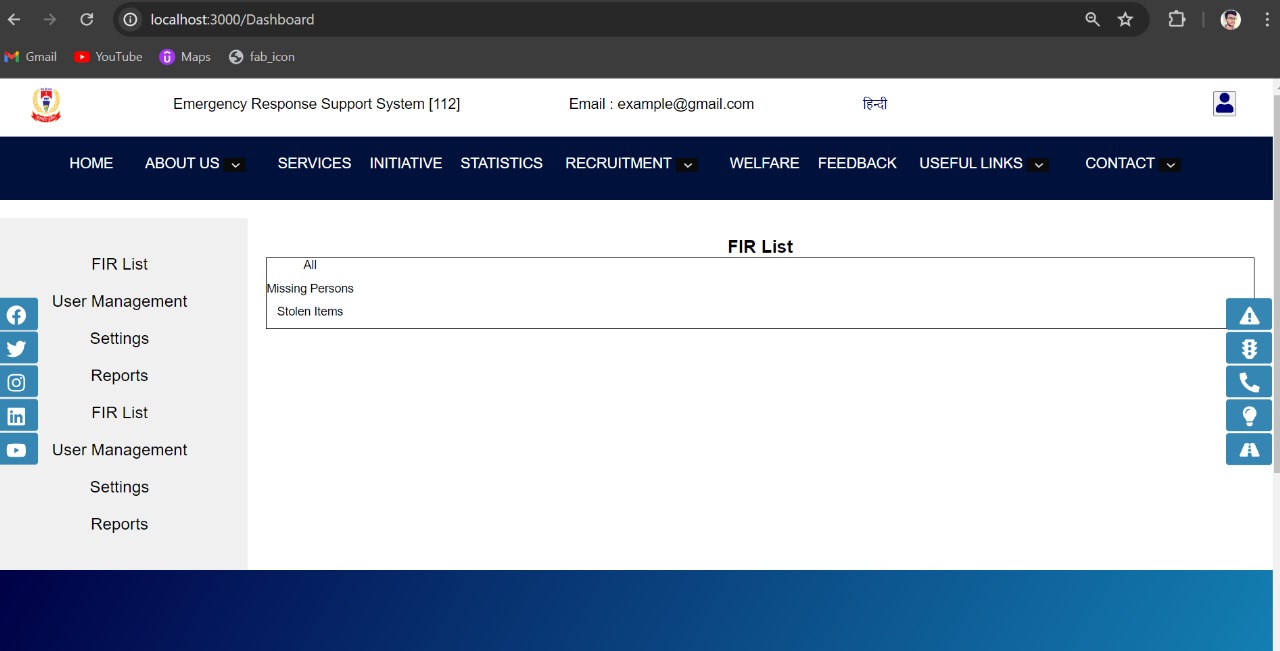 localhost:3000/Dashboard
Gmail YouTube Maps fab_icon
Emergency Response Support System [112] Email : example@gmail.com हिन्दी
HOME ABOUT US SERVICES INITIATIVE STATISTICS RECRUITMENT WELFARE FEEDBACK USEFUL LINKS CONTACT
FIR List
User Management
Settings
Reports
FIR List
User Management
Settings
Reports
FIR List
All
Missing Persons
Stolen Items